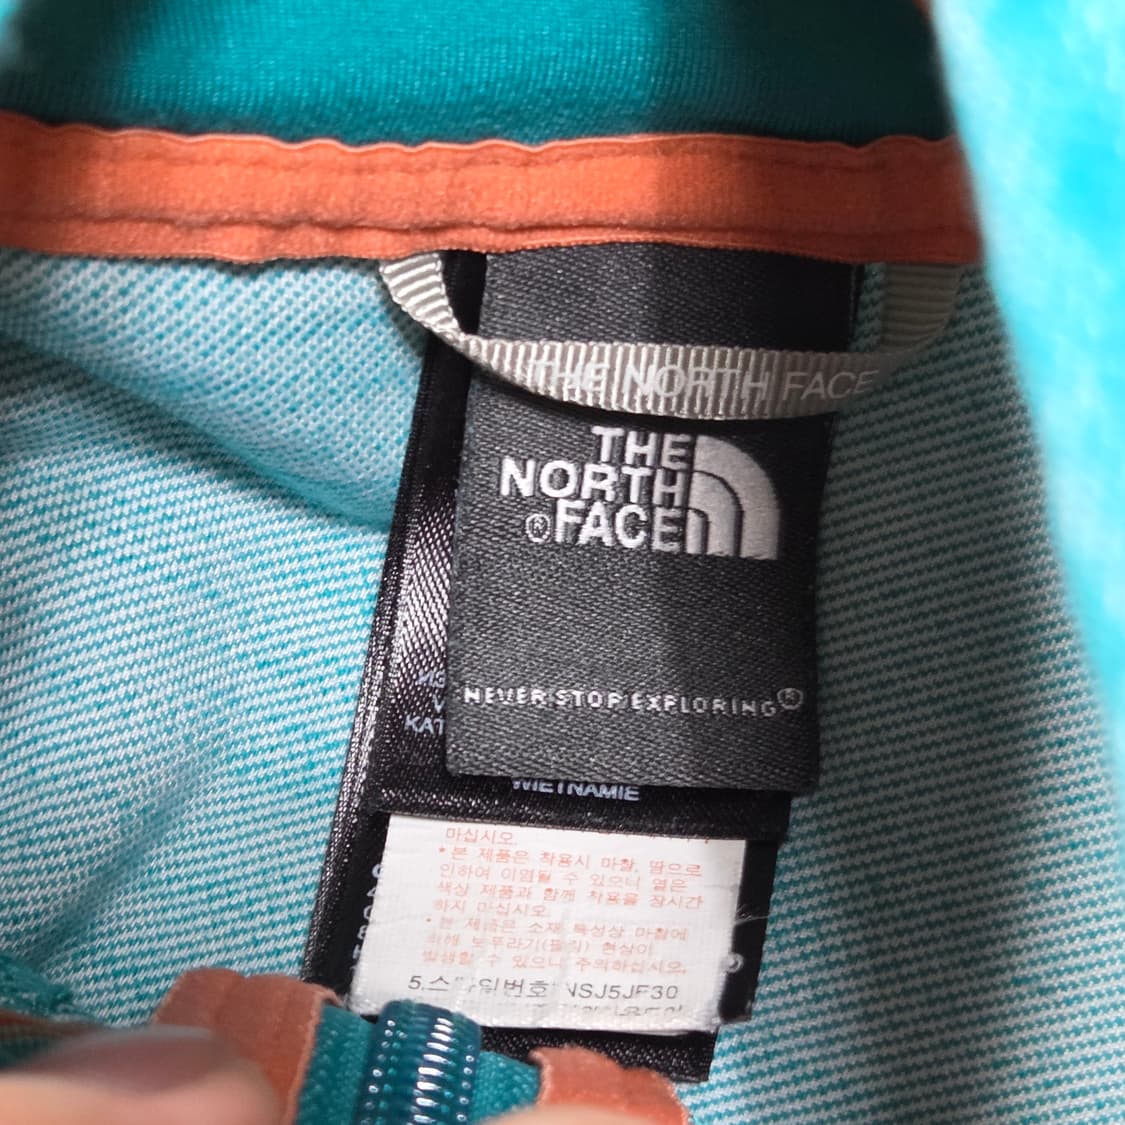 THE NORTH FACE
THE
NORTH
®FACE
NEVER STOP EXPLORING®
KAT
WIETNAMIE
마십시오.
*본 제품은 착용시 마찰, 땀으로
인하여 이염될 수 있으니 옅은
색상 제품과 함께 착용을 장시간
하지 마십시오.
*본 제품은 소재 특성상 마찰에
의해 보푸라기(필링) 현상이
발생할 수 있으니 주의하십시오.
5.스타일번호 NSJ5JF30